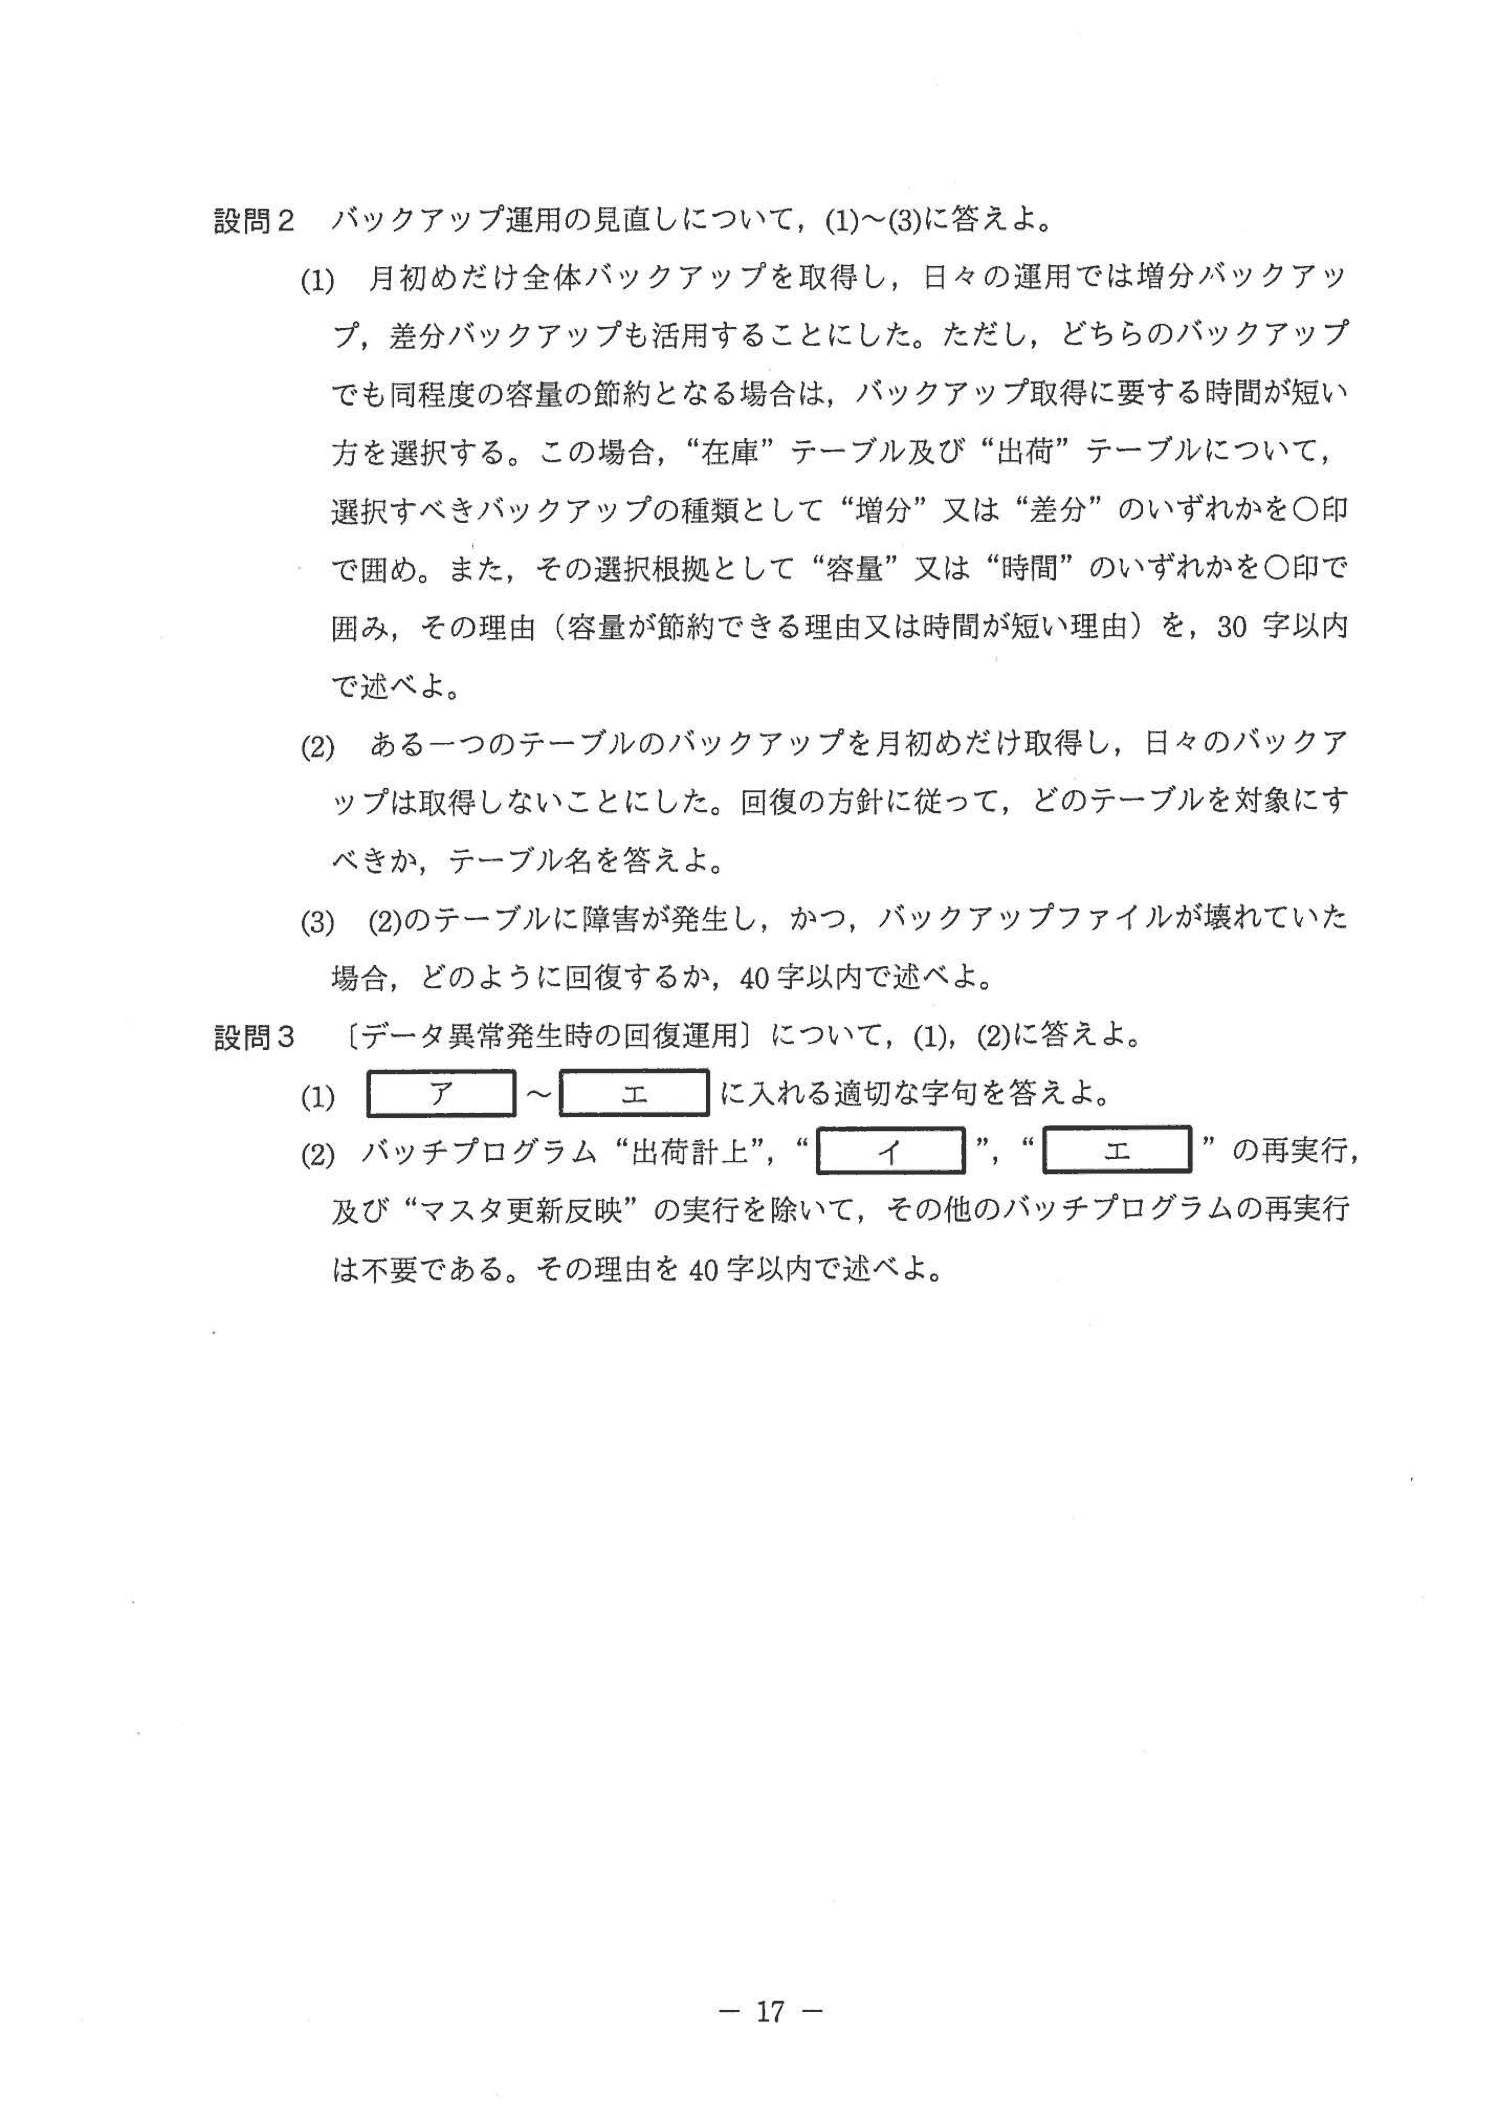 設問2 バックアップ運用の見直しについて，(1)～(3)に答えよ。
(1) 月初めだけ全体バックアップを取得し，日々の運用では増分バックアッ
プ，差分バックアップも活用することにした。ただし，どちらのバックアップ
でも同程度の容量の節約となる場合は，バックアップ取得に要する時間が短い
方を選択する。この場合，“在庫” テーブル及び “出荷” テーブルについて，
選択すべきバックアップの種類として “増分” 又は “差分” のいずれかを〇印
で囲め。また，その選択根拠として “容量” 又は “時間” のいずれかを〇印で
囲み，その理由（容量が節約できる理由又は時間が短い理由）を，30 字以内
で述べよ。
(2) ある一つのテーブルのバックアップを月初めだけ取得し，日々のバックア
ップは取得しないことにした。回復の方針に従って，どのテーブルを対象にす
べきか，テーブル名を答えよ。
(3) (2)のテーブルに障害が発生し，かつ，バックアップファイルが壊れていた
場合，どのように回復するか，40 字以内で述べよ。
設問3 〔データ異常発生時の回復運用〕について，(1)，(2)に答えよ。
(1) ア ～ エ に入れる適切な字句を答えよ。
(2) バッチプログラム “出荷計上”，“ イ ”，“ エ ” の再実行，
及び “マスタ更新反映” の実行を除いて，その他のバッチプログラムの再実行
は不要である。その理由を 40 字以内で述べよ。
－ 17 －